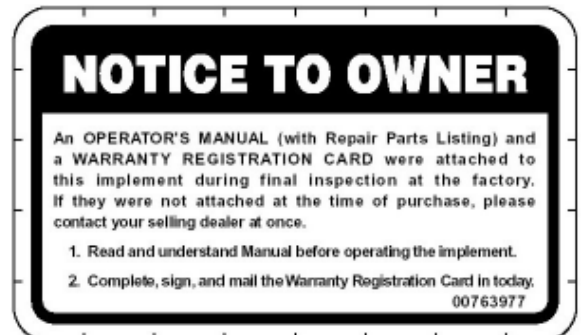 NOTICE TO OWNER
An OPERATOR'S MANUAL (with Repair Parts Listing) and
a WARRANTY REGISTRATION CARD were attached to
this implement during final inspection at the factory.
If they were not attached at the time of purchase, please
contact your selling dealer at once.
1. Read and understand Manual before operating the implement.
2. Complete, sign, and mail the Warranty Registration Card in today.
00763977